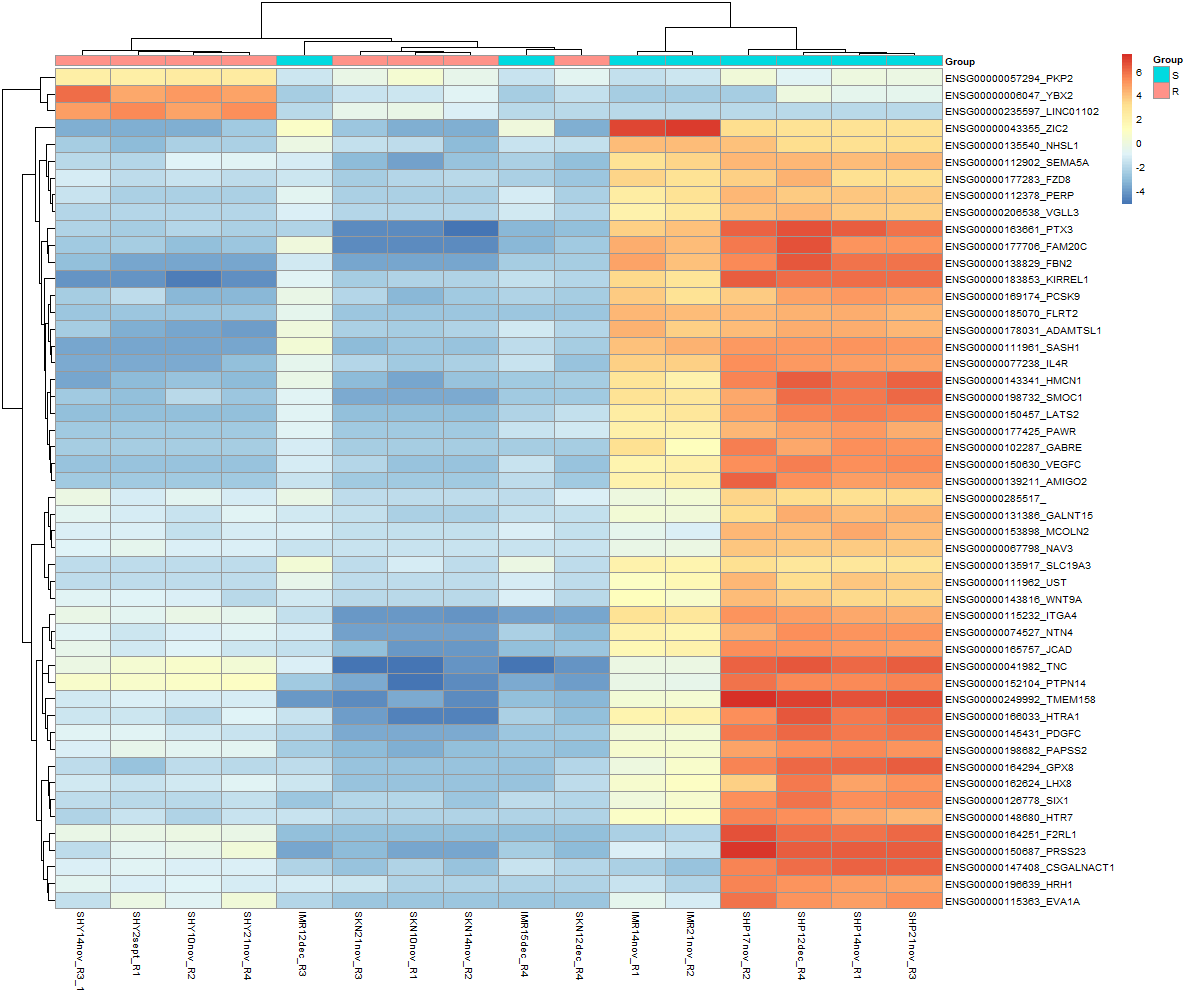 Group
ENSG00000057294_PKP2
ENSG00000006047_YBX2
ENSG00000235597_LINC01102
ENSG00000043355_ZIC2
ENSG00000135540_NHSL1
ENSG00000112902_SEMA5A
ENSG00000177283_FZD8
ENSG00000112378_PERP
ENSG00000206538_VGLL3
ENSG00000163661_PTX3
ENSG00000177706_FAM20C
ENSG00000138829_FBN2
ENSG00000183853_KIRREL1
ENSG00000169174_PCSK9
ENSG00000185070_FLRT2
ENSG00000178031_ADAMTSL1
ENSG00000111961_SASH1
ENSG00000077238_IL4R
ENSG00000143341_HMCN1
ENSG00000198732_SMOC1
ENSG00000150457_LATS2
ENSG00000177425_PAWR
ENSG00000102287_GABRE
ENSG00000150630_VEGFC
ENSG00000139211_AMIGO2
ENSG00000285517_
ENSG00000131386_GALNT15
ENSG00000153898_MCOLN2
ENSG00000067798_NAV3
ENSG00000135917_SLC19A3
ENSG00000111962_UST
ENSG00000143816_WNT9A
ENSG00000115232_ITGA4
ENSG00000074527_NTN4
ENSG00000165757_JCAD
ENSG00000041982_TNC
ENSG00000152104_PTPN14
ENSG00000249992_TMEM158
ENSG00000166033_HTRA1
ENSG00000145431_PDGFC
ENSG00000198682_PAPSS2
ENSG00000164294_GPX8
ENSG00000162624_LHX8
ENSG00000126778_SIX1
ENSG00000148680_HTR7
ENSG00000164251_F2RL1
ENSG00000150687_PRSS23
ENSG00000147408_CSGALNACT1
ENSG00000196639_HRH1
ENSG00000115363_EVA1A
SHY14nov_R3_1
SHY2sept_R1
SHY10nov_R2
SHY21nov_R4
IMR12dec_R3
SKN21nov_R3
SKN10nov_R1
SKN14nov_R2
IMR15dec_R4
SKN12dec_R4
IMR14nov_R1
IMR21nov_R2
SHP17nov_R2
SHP12dec_R4
SHP14nov_R1
SHP21nov_R3
6
4
2
0
-2
-4
Group
S
R